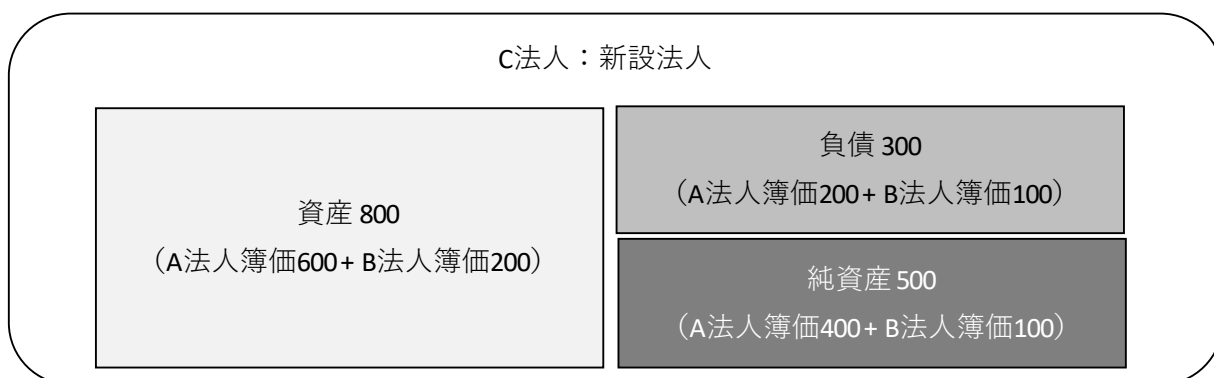 C法人：新設法人
資産 800
（A法人簿価600+ B法人簿価200）
負債 300
（A法人簿価200+ B法人簿価100）
純資産 500
（A法人簿価400+ B法人簿価100）